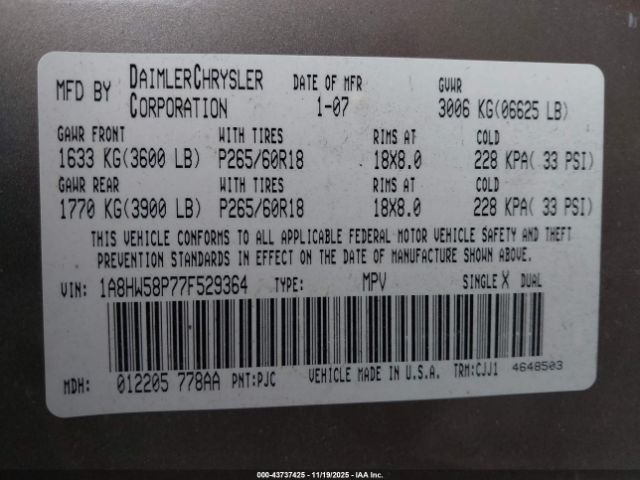 MFD BY DAIMLERCHRYSLER CORPORATION DATE OF MFR 1-07 GVWR 3006 KG(06625 LB)
GAWR FRONT WITH TIRES RIMS AT COLD
1633 KG(3600 LB) P265/60R18 18X8.0 228 KPA( 33 PSI)
GAWR REAR WITH TIRES RIMS AT COLD
1770 KG(3900 LB) P265/60R18 18X8.0 228 KPA( 33 PSI)
THIS VEHICLE CONFORMS TO ALL APPLICABLE FEDERAL MOTOR VEHICLE SAFETY AND THEFT
PREVENTION STANDARDS IN EFFECT ON THE DATE OF MANUFACTURE SHOWN ABOVE.
VIN: 1A8HW58P77F529364 TYPE: MPV SINGLE X DUAL
MDH: 012205 778AA PNT:PJC VEHICLE MADE IN U.S.A. TRM:CJJ1 4648503
000-43737425 - 11/19/2025 - IAA Inc.